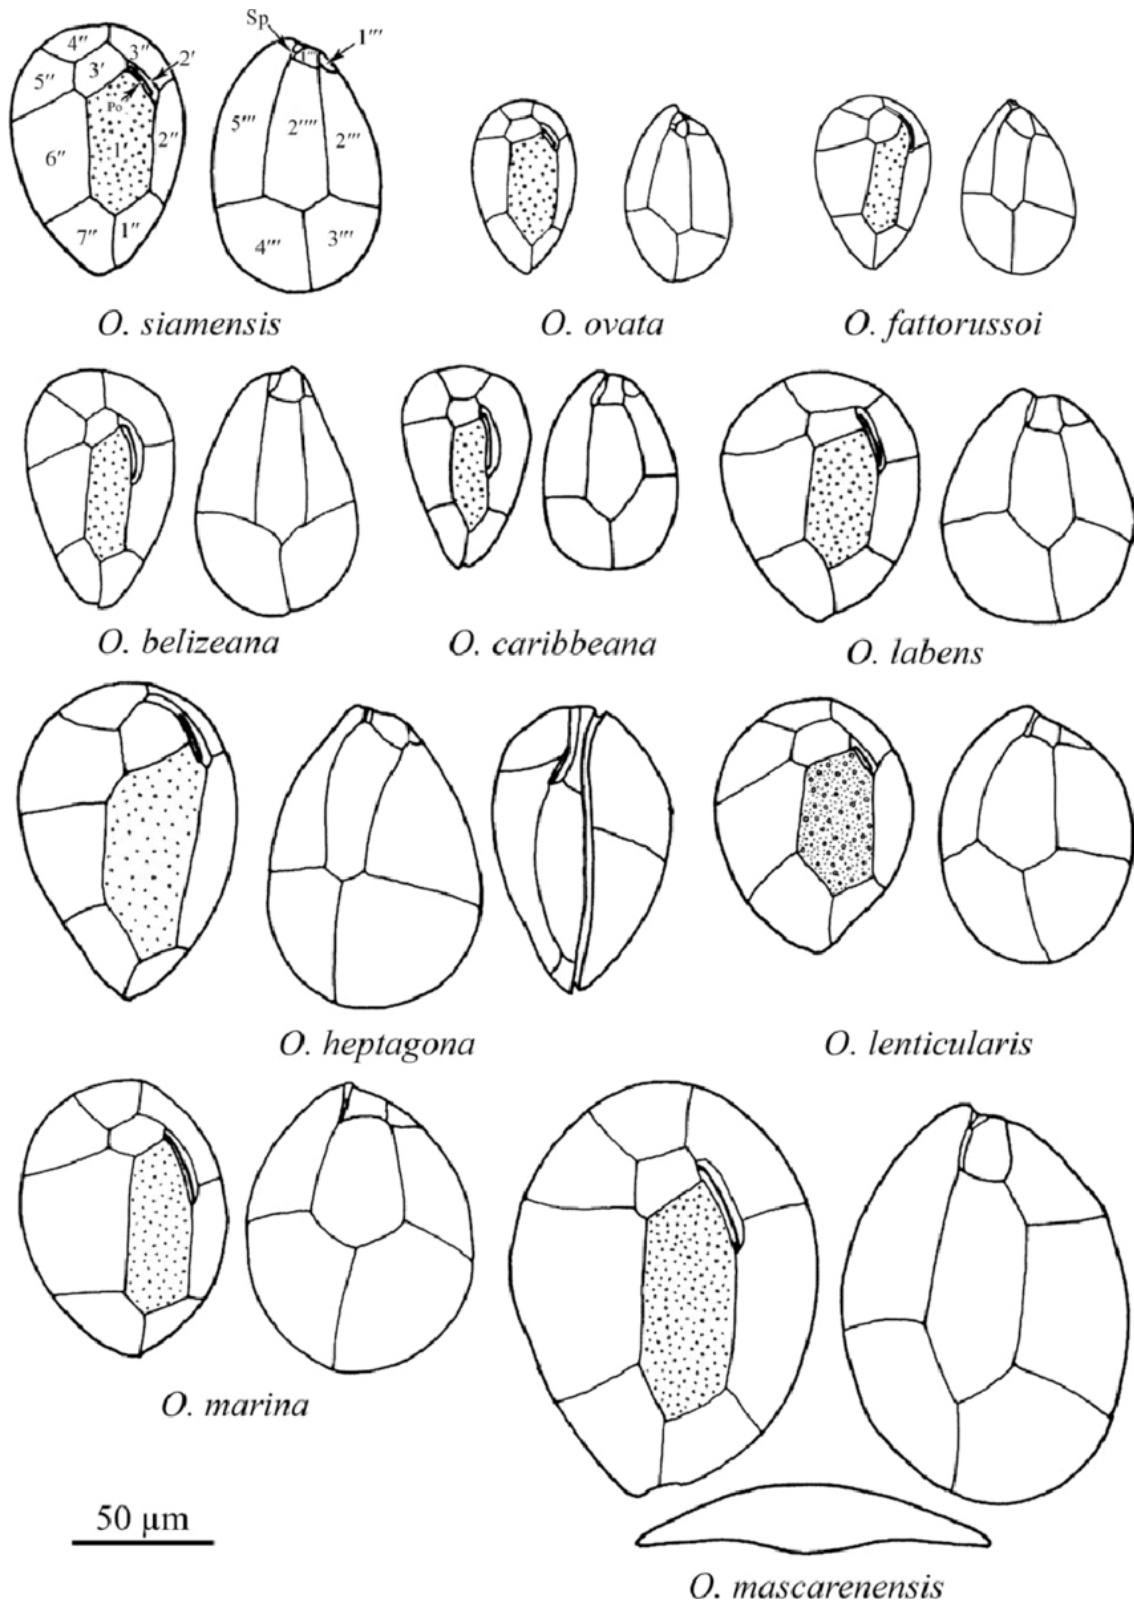 4″ 3″ 2′
5″ 3′
Po
6″ 1′ 2″
7″ 1″
Sp 1‴
5‴ 2⁗ 2‴
4⁗ 3⁗
O. siamensis
O. ovata
O. fattorussoi
O. belizeana
O. caribbeana
O. labens
O. heptagona
O. lenticularis
O. marina
50 µm
O. mascarenensis